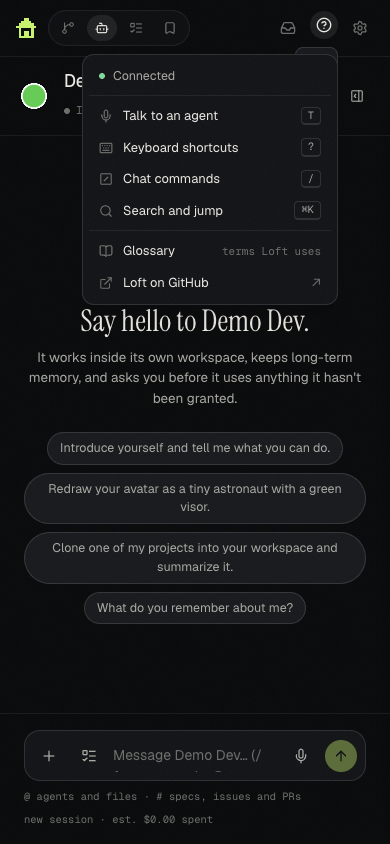 De
Connected
Talk to an agent T
Keyboard shortcuts ?
Chat commands /
Search and jump ⌘K
Glossary terms Loft uses
Loft on GitHub ↗
Say hello to Demo Dev.
It works inside its own workspace, keeps long-term
memory, and asks you before it uses anything it hasn't
been granted.
Introduce yourself and tell me what you can do.
Redraw your avatar as a tiny astronaut with a green
visor.
Clone one of my projects into your workspace and
summarize it.
What do you remember about me?
Message Demo Dev… (/
@ agents and files · # specs, issues and PRs
new session · est. $0.00 spent